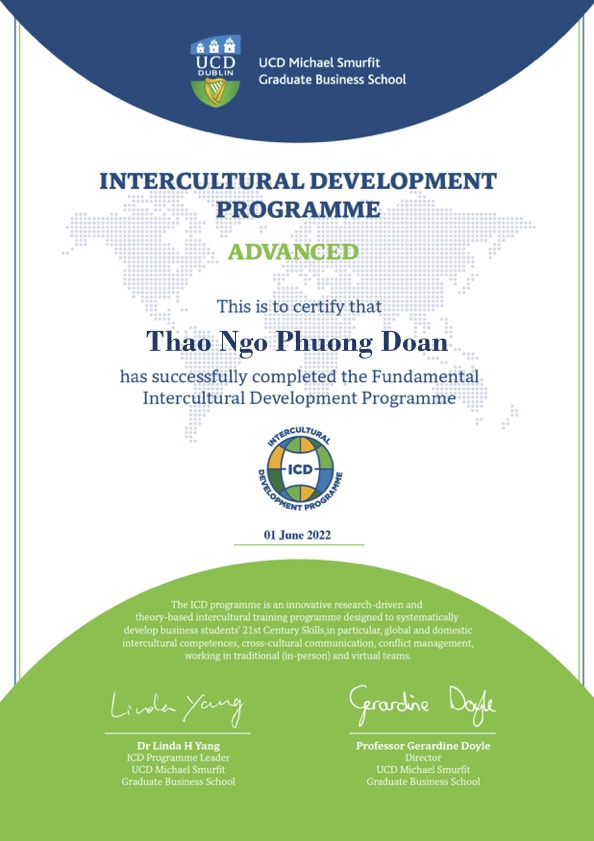 UCD
DUBLIN
UCD Michael Smurfit
Graduate Business School
INTERCULTURAL DEVELOPMENT
PROGRAMME
ADVANCED
This is to certify that
Thao Ngo Phuong Doan
has successfully completed the Fundamental
Intercultural Development Programme
INTERCULTURAL
ICD
DEVELOPMENT PROGRAMME
01 June 2022
The ICD programme is an innovative research-driven and
theory-based intercultural training programme designed to systematically
develop business students' 21st Century Skills,in particular, global and domestic
intercultural competences, cross-cultural communication, conflict management,
working in traditional (in-person) and virtual teams.
Linda Yang
Gerardine Doyle
Dr Linda H Yang
ICD Programme Leader
UCD Michael Smurfit
Graduate Business School
Professor Gerardine Doyle
Director
UCD Michael Smurfit
Graduate Business School